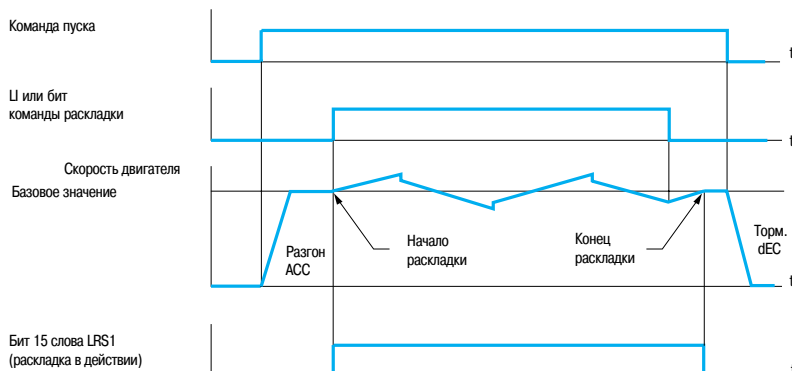 Команда пуска
t
LI или бит
команды раскладки
t
Скорость двигателя
Базовое значение
Разгон
ACC
Начало
раскладки
Конец
раскладки
Торм.
dEC
t
Бит 15 слова LRS1
(раскладка в действии)